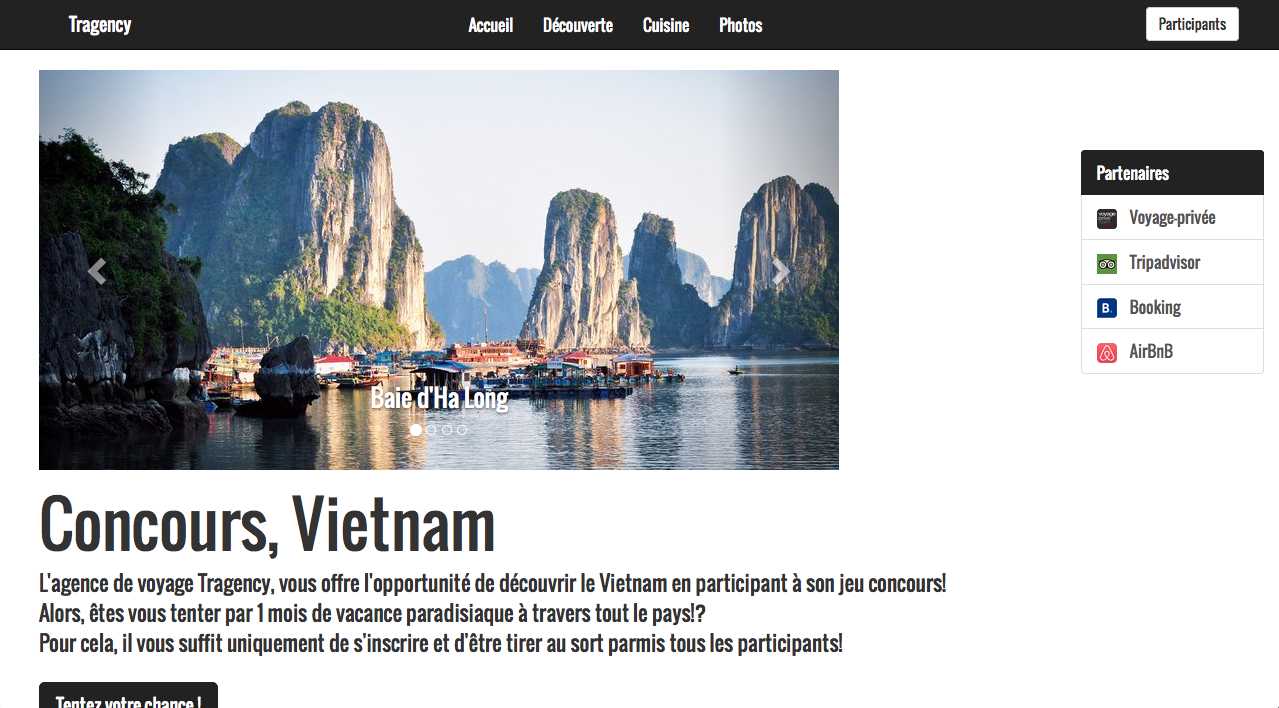 Tragency
Accueil
Découverte
Cuisine
Photos
Participants
Baie d'Ha Long
Partenaires
Voyage-privée
Tripadvisor
Booking
AirBnB
Concours, Vietnam
L'agence de voyage Tragency, vous offre l'opportunité de découvrir le Vietnam en participant à son jeu concours!
Alors, êtes vous tenter par 1 mois de vacance paradisiaque à travers tout le pays!?
Pour cela, il vous suffit uniquement de s'inscrire et d'être tirer au sort parmis tous les participants!
Tentez votre chance !